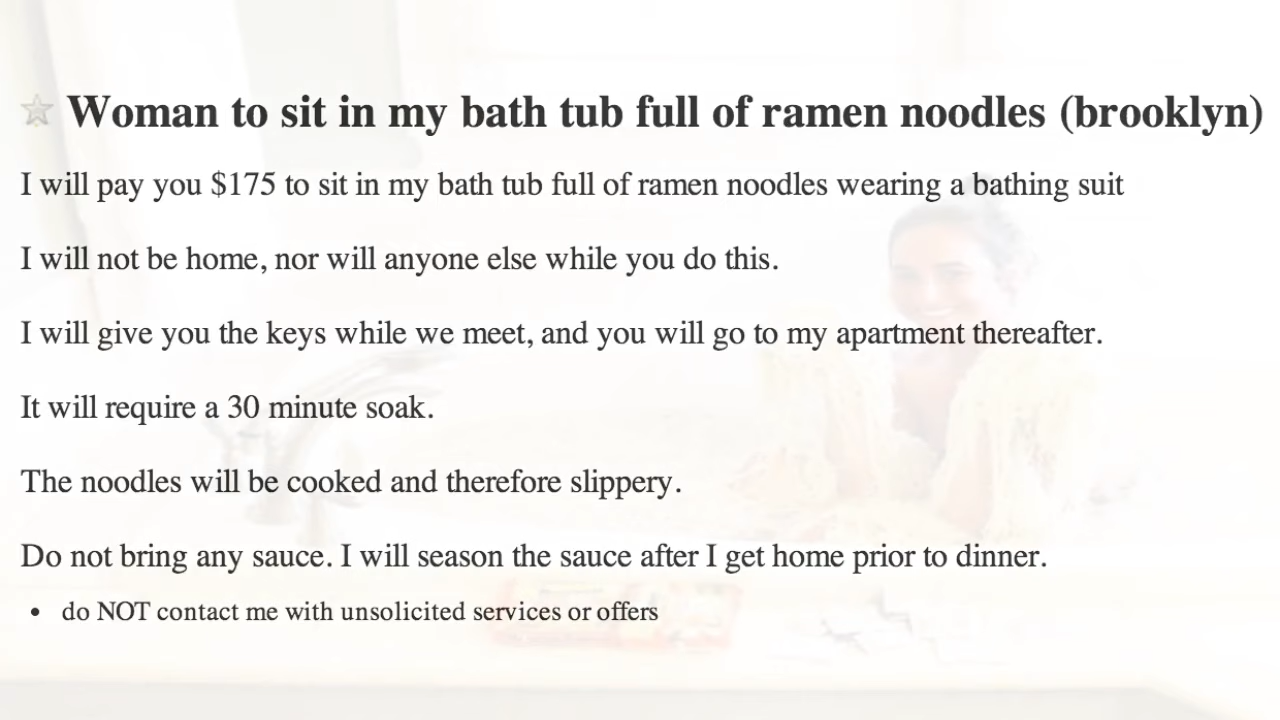 Woman to sit in my bath tub full of ramen noodles (brooklyn)
I will pay you $175 to sit in my bath tub full of ramen noodles wearing a bathing suit
I will not be home, nor will anyone else while you do this.
I will give you the keys while we meet, and you will go to my apartment thereafter.
It will require a 30 minute soak.
The noodles will be cooked and therefore slippery.
Do not bring any sauce. I will season the sauce after I get home prior to dinner.
• do NOT contact me with unsolicited services or offers